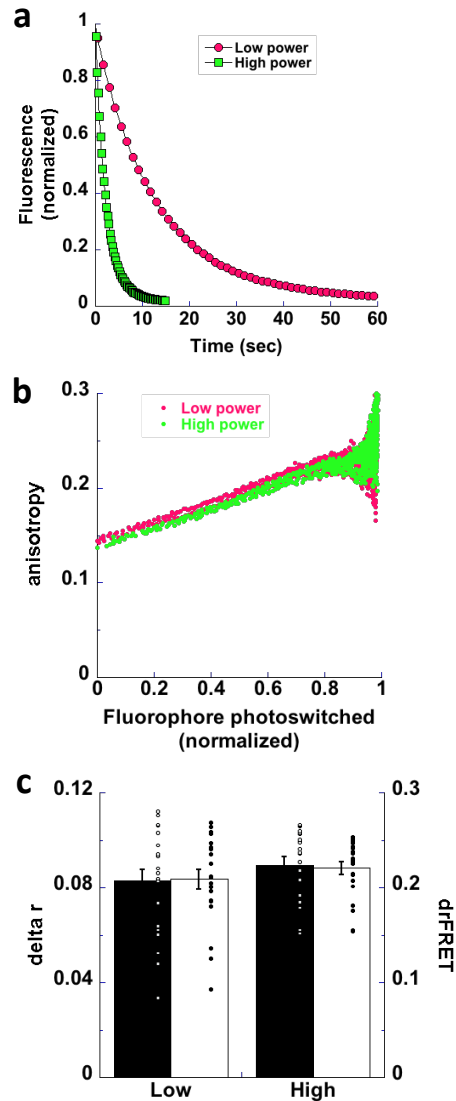 a
1
0.8
0.6
0.4
0.2
0
Fluorescence
(normalized)
Low power
High power
0 10 20 30 40 50 60
Time (sec)
b
0.3
0.2
0.1
0
anisotropy
Low power
High power
0 0.2 0.4 0.6 0.8 1
Fluorophore photoswitched
(normalized)
c
0.12
0.08
0.04
0
delta r
0.3
0.2
0.1
0
drFRET
Low High